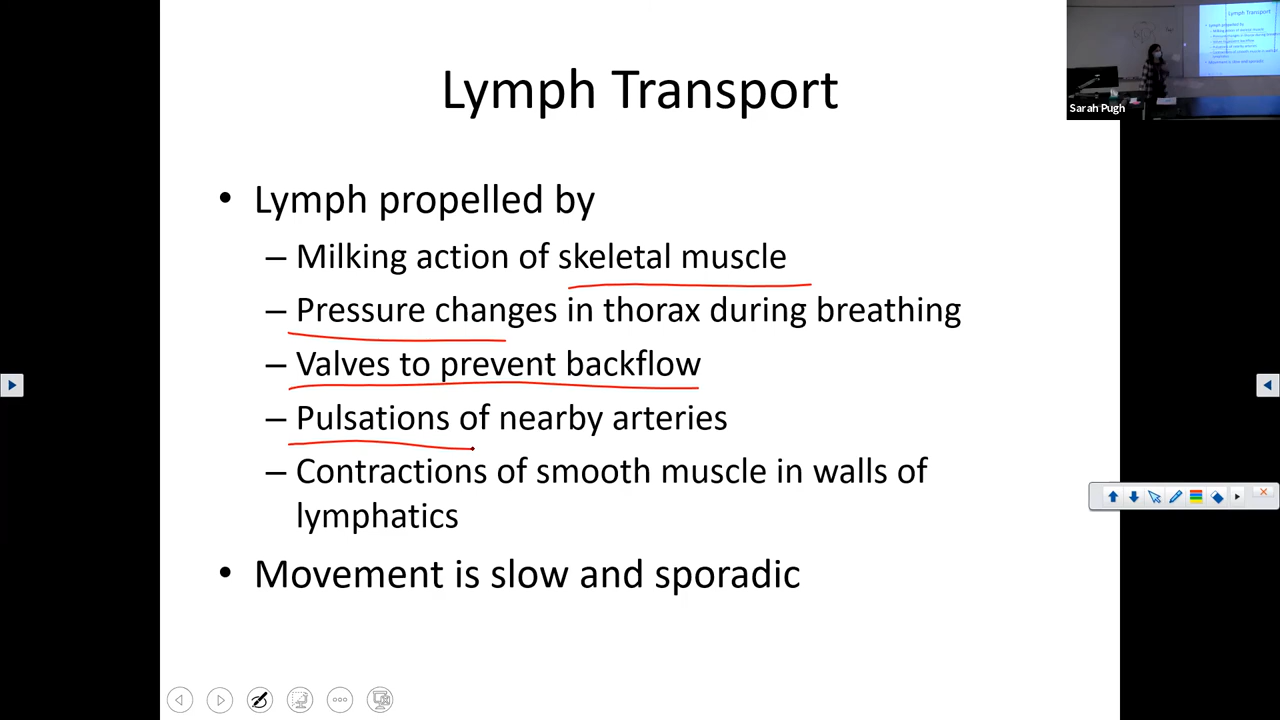 Lymph Transport
• Lymph propelled by
– Milking action of skeletal muscle
– Pressure changes in thorax during breathing
– Valves to prevent backflow
– Pulsations of nearby arteries
– Contractions of smooth muscle in walls of
lymphatics
• Movement is slow and sporadic
Lymph Transport
Sarah Pugh